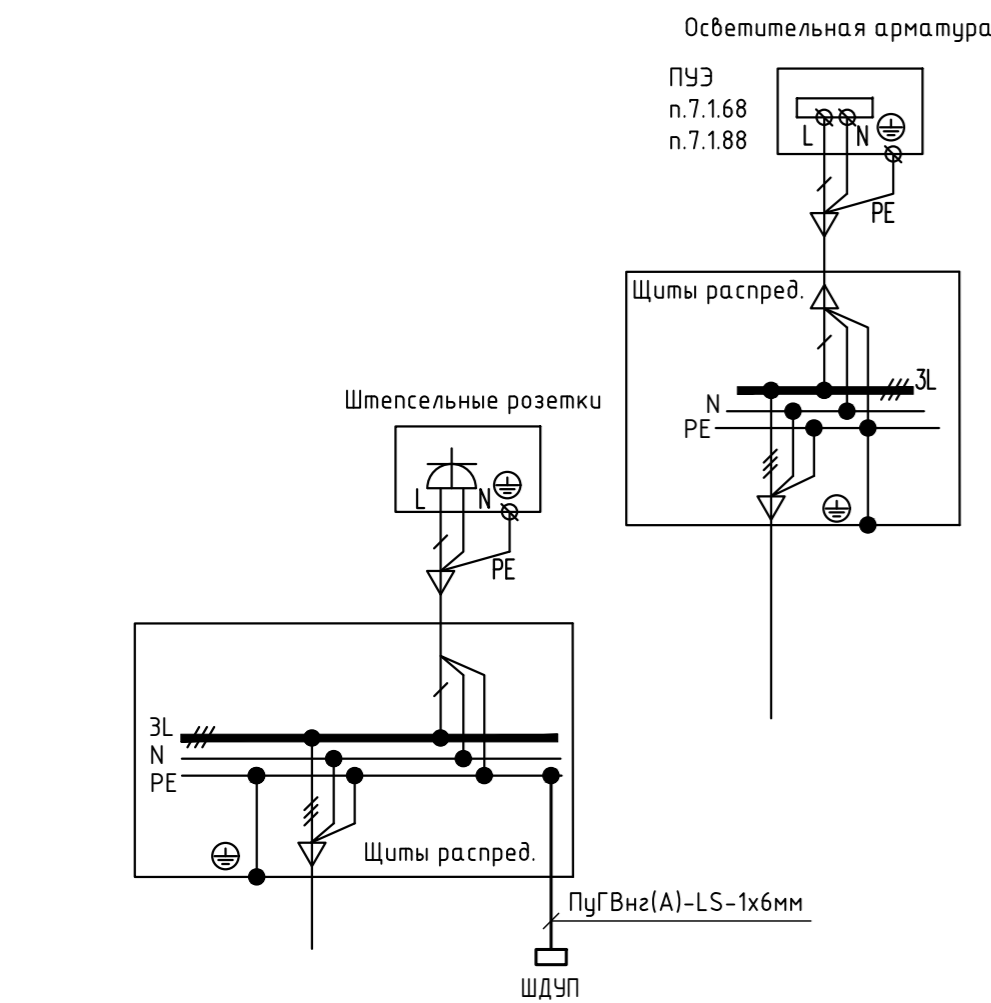 Осветительная арматура
ПУЭ
п.7.1.68
п.7.1.88
L
N
PE
Щиты распред.
3L
N
PE
Штепсельные розетки
L
N
PE
3L
N
PE
Щиты распред.
ПуГВнг(А)-LS-1х6мм
ШДУП